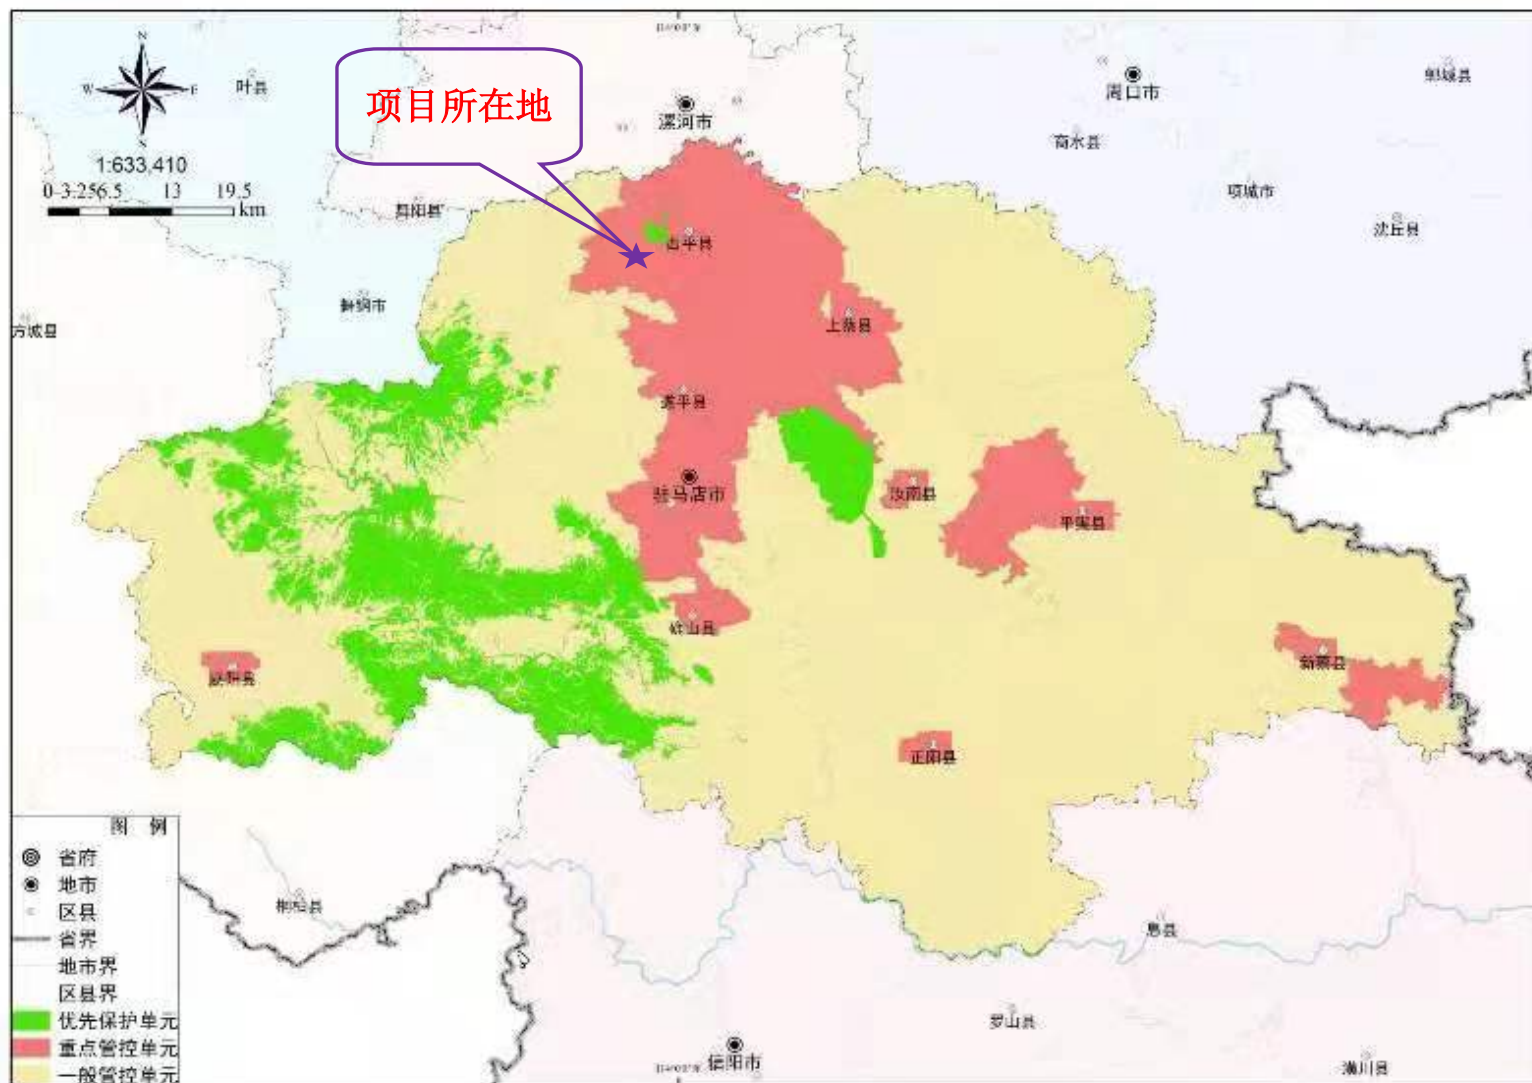 N
W
E
S
1:633,410
0 3.25 6.5 13 19.5
km
项目所在地
叶县
漯河市
周口市
郸城县
商水县
项城市
沈丘县
舞阳县
西平县
舞钢市
方城县
上蔡县
遂平县
驻马店市
汝南县
平舆县
确山县
泌阳县
新蔡县
正阳县
桐柏县
息县
罗山县
信阳市
潢川县
图 例
省府
地市
区县
省界
地市界
区县界
优先保护单元
重点管控单元
一般管控单元